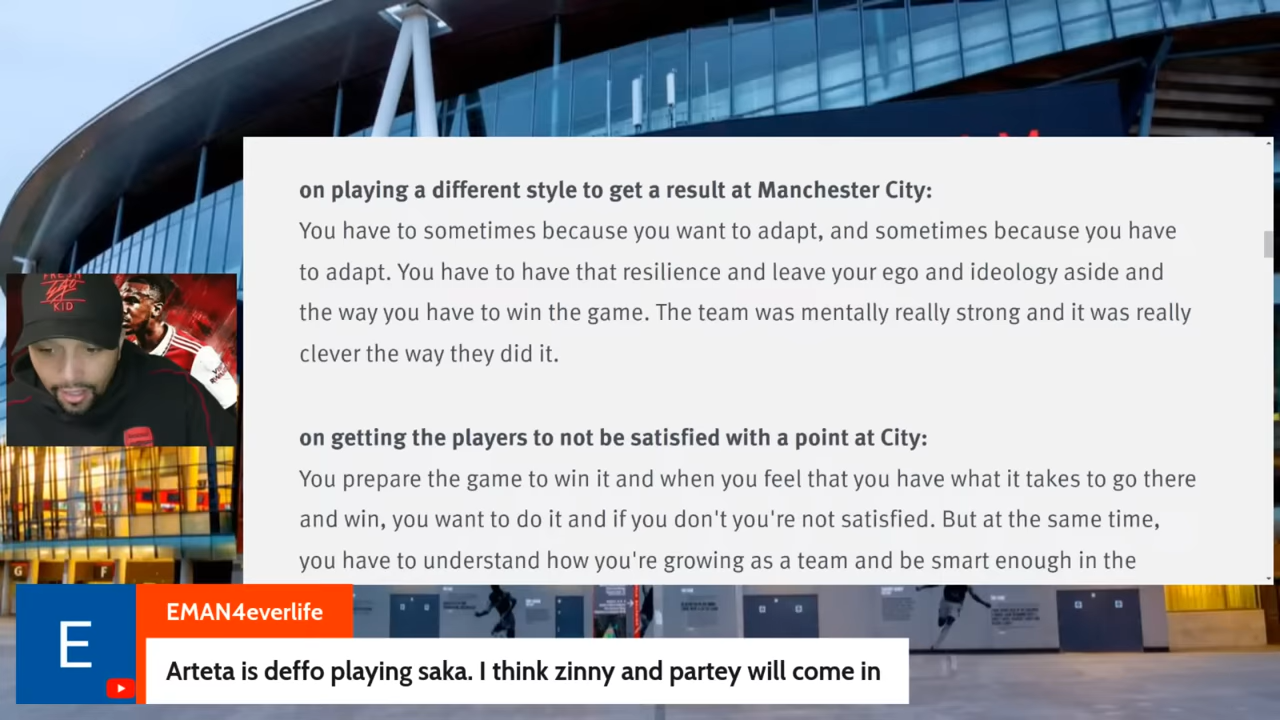 on playing a different style to get a result at Manchester City:
You have to sometimes because you want to adapt, and sometimes because you have
to adapt. You have to have that resilience and leave your ego and ideology aside and
the way you have to win the game. The team was mentally really strong and it was really
clever the way they did it.
on getting the players to not be satisfied with a point at City:
You prepare the game to win it and when you feel that you have what it takes to go there
and win, you want to do it and if you don't you're not satisfied. But at the same time,
you have to understand how you're growing as a team and be smart enough in the
FRESH
EGO
KID
G
F
E
EMAN4everlife
Arteta is deffo playing saka. I think zinny and partey will come in